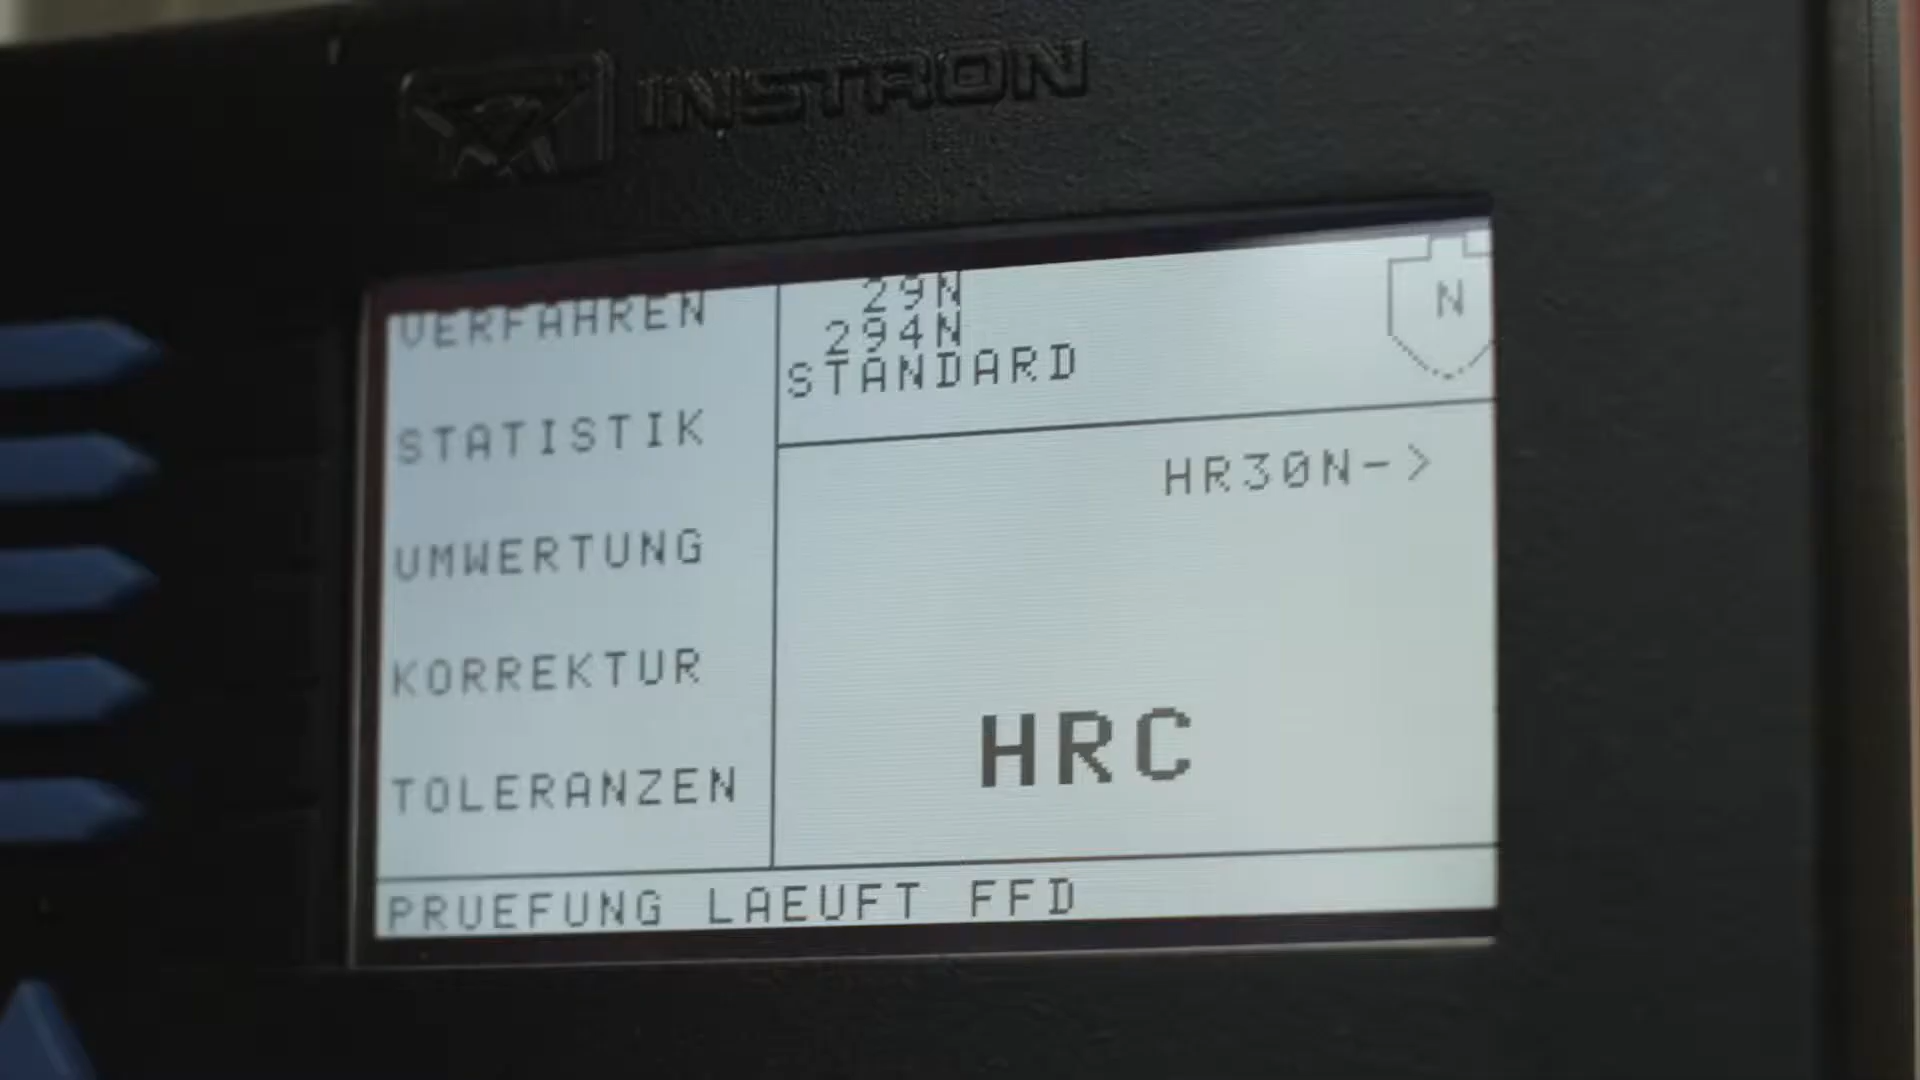 INSTRON
VERFAHREN
STATISTIK
UMWERTUNG
KORREKTUR
TOLERANZEN
29N
294N
STANDARD
N
HR30N->
HRC
PRUEFUNG LAEUFT FFD